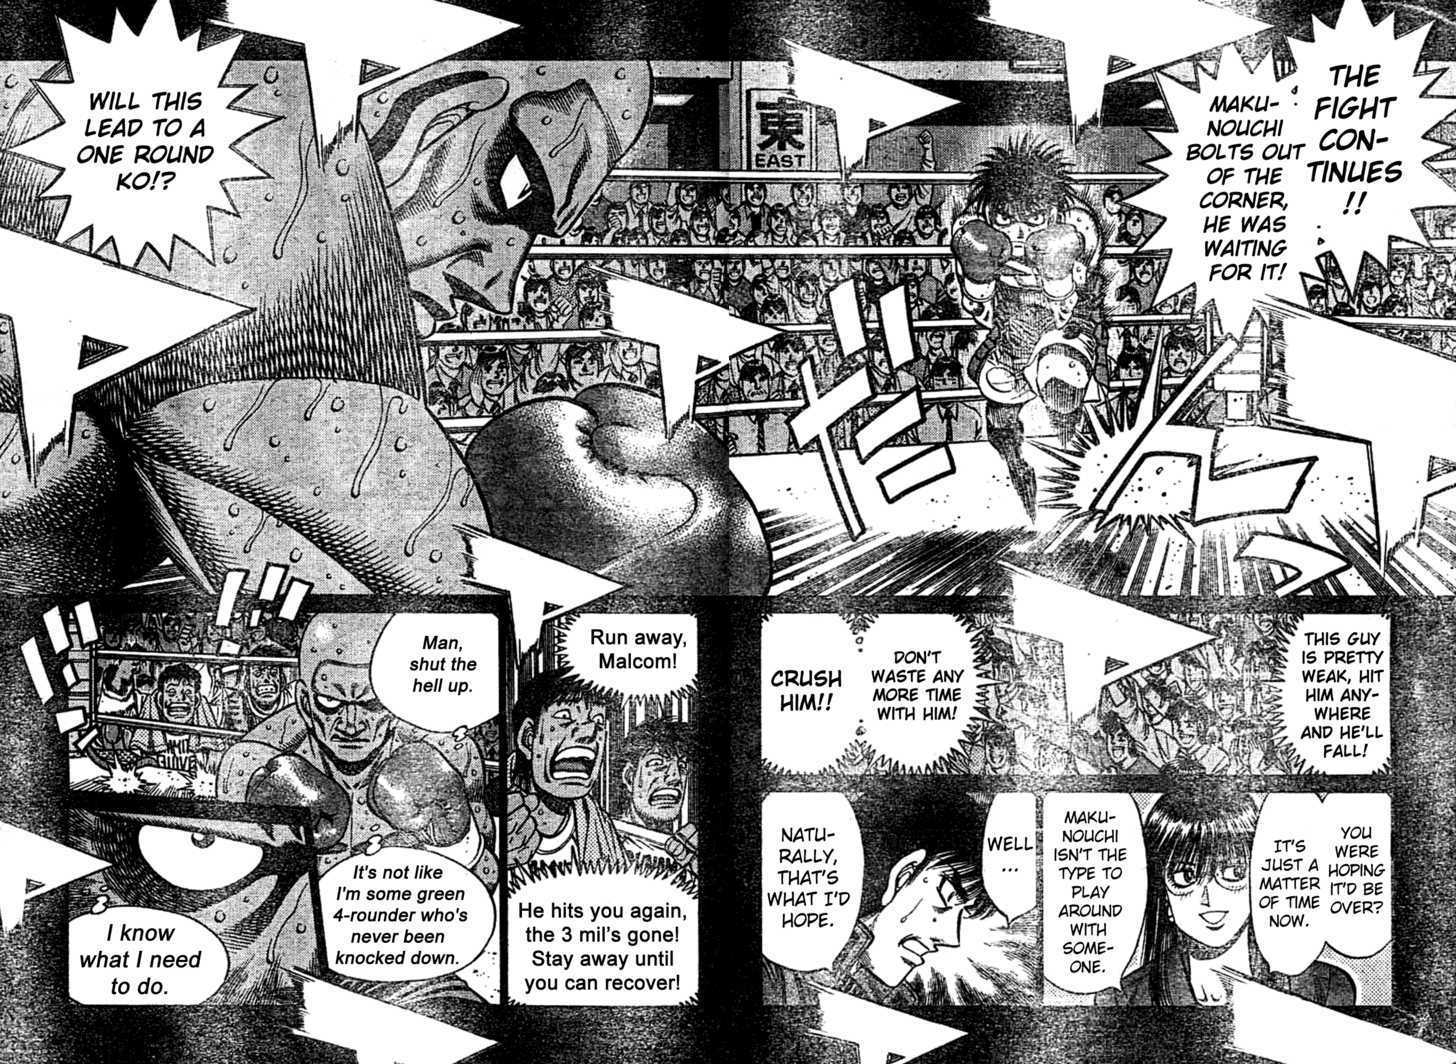 THE
FIGHT
CON-
TINUES
!!
MAKU-
NOUCHI
BOLTS OUT
OF THE
CORNER,
HE WAS
WAITING
FOR IT!
東
EAST
ダダンッ
WILL THIS
LEAD TO A
ONE ROUND
KO!?
THIS GUY
IS PRETTY
WEAK, HIT
HIM ANY-
WHERE
AND HE'LL
FALL!
DON'T
WASTE ANY
MORE TIME
WITH HIM!
CRUSH
HIM!!
YOU
WERE
HOPING
IT'D BE
OVER?
IT'S
JUST A
MATTER
OF TIME
NOW.
MAKU-
NOUCHI
ISN'T THE
TYPE TO
PLAY
AROUND
WITH
SOME-
ONE.
WELL
...
NATU-
RALLY,
THAT'S
WHAT I'D
HOPE.
Run away,
Malcom!
He hits you again,
the 3 mil's gone!
Stay away until
you can recover!
Man,
shut the
hell up.
It's not like
I'm some green
4-rounder who's
never been
knocked down.
I know
what I need
to do.